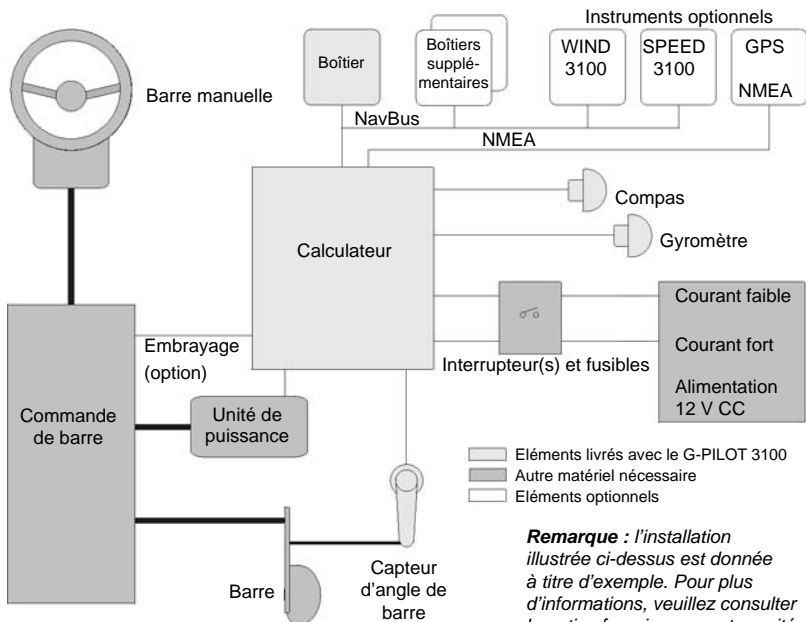 Instruments optionnels
Boîtier
Boîtiers
supplé-
mentaires
WIND
3100
SPEED
3100
GPS
NMEA
Barre manuelle
NavBus
NMEA
Calculateur
Compas
Gyromètre
Courant faible
Courant fort
Alimentation
12 V CC
Interrupteur(s) et fusibles
Embrayage
(option)
Commande
de barre
Unité de
puissance
Eléments livrés avec le G-PILOT 3100
Autre matériel nécessaire
Eléments optionnels
Barre
Capteur
d'angle de
barre
Remarque : l'installation
illustrée ci-dessus est donnée
à titre d'exemple. Pour plus
d'informations, veuillez consulter